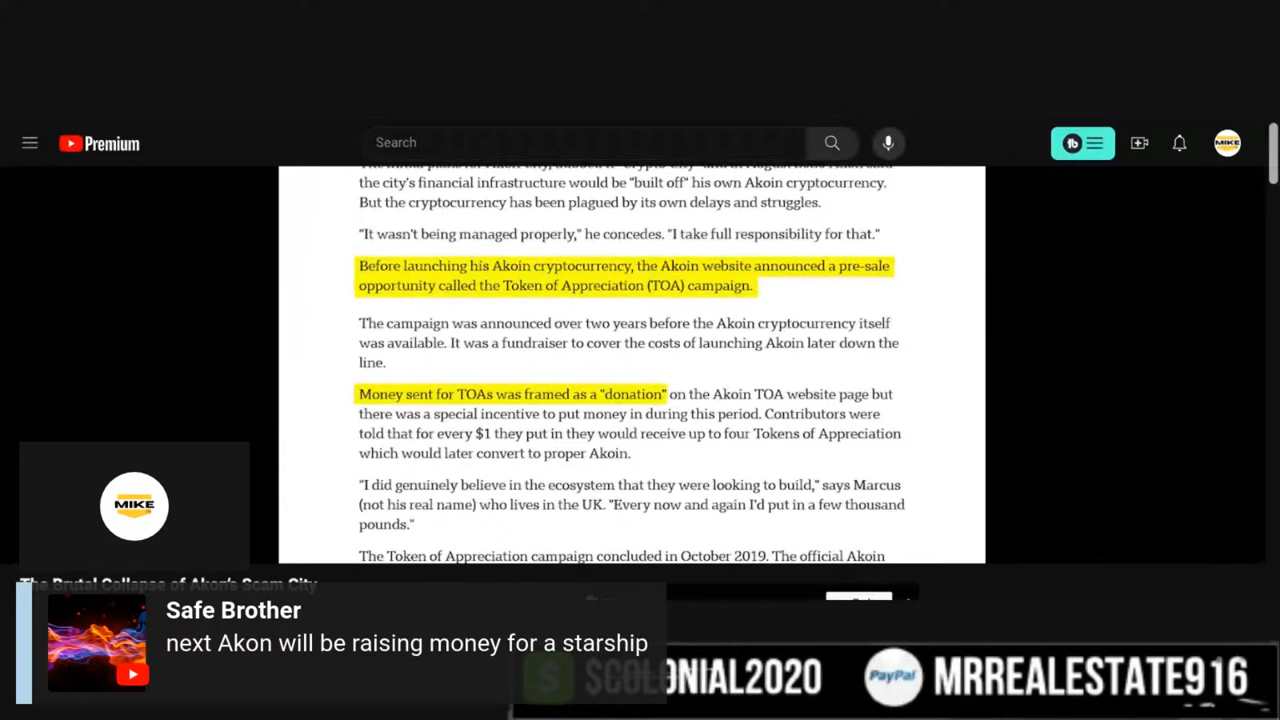 Premium
Search
MIKE
the city's financial infrastructure would be "built off" his own Akoin cryptocurrency.
But the cryptocurrency has been plagued by its own delays and struggles.
"It wasn't being managed properly," he concedes. "I take full responsibility for that."
Before launching his Akoin cryptocurrency, the Akoin website announced a pre-sale
opportunity called the Token of Appreciation (TOA) campaign.
The campaign was announced over two years before the Akoin cryptocurrency itself
was available. It was a fundraiser to cover the costs of launching Akoin later down the
line.
Money sent for TOAs was framed as a "donation" on the Akoin TOA website page but
there was a special incentive to put money in during this period. Contributors were
told that for every $1 they put in they would receive up to four Tokens of Appreciation
which would later convert to proper Akoin.
"I did genuinely believe in the ecosystem that they were looking to build," says Marcus
(not his real name) who lives in the UK. "Every now and again I'd put in a few thousand
pounds."
The Token of Appreciation campaign concluded in October 2019. The official Akoin
MIKE
The Brutal Collapse of Akon's Scam City
Safe Brother
next Akon will be raising money for a starship
$COLONIAL2020
PayPal
MRREALESTATE916